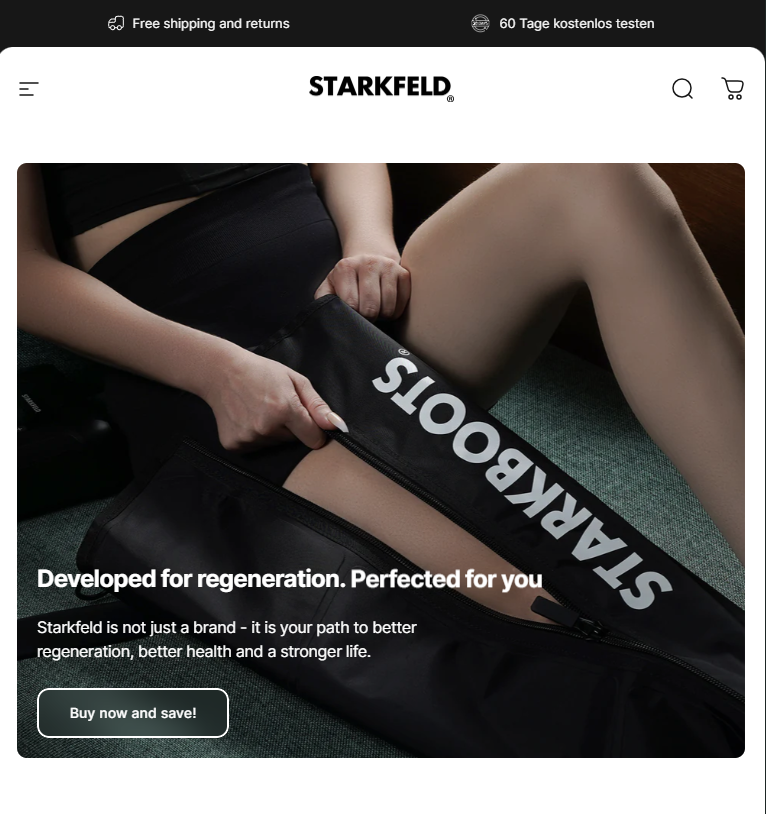 Free shipping and returns
60 Tage kostenlos testen
STARKFELD®
STARKBOOTS®
Developed for regeneration. Perfected for you
Starkfeld is not just a brand - it is your path to better
regeneration, better health and a stronger life.
Buy now and save!